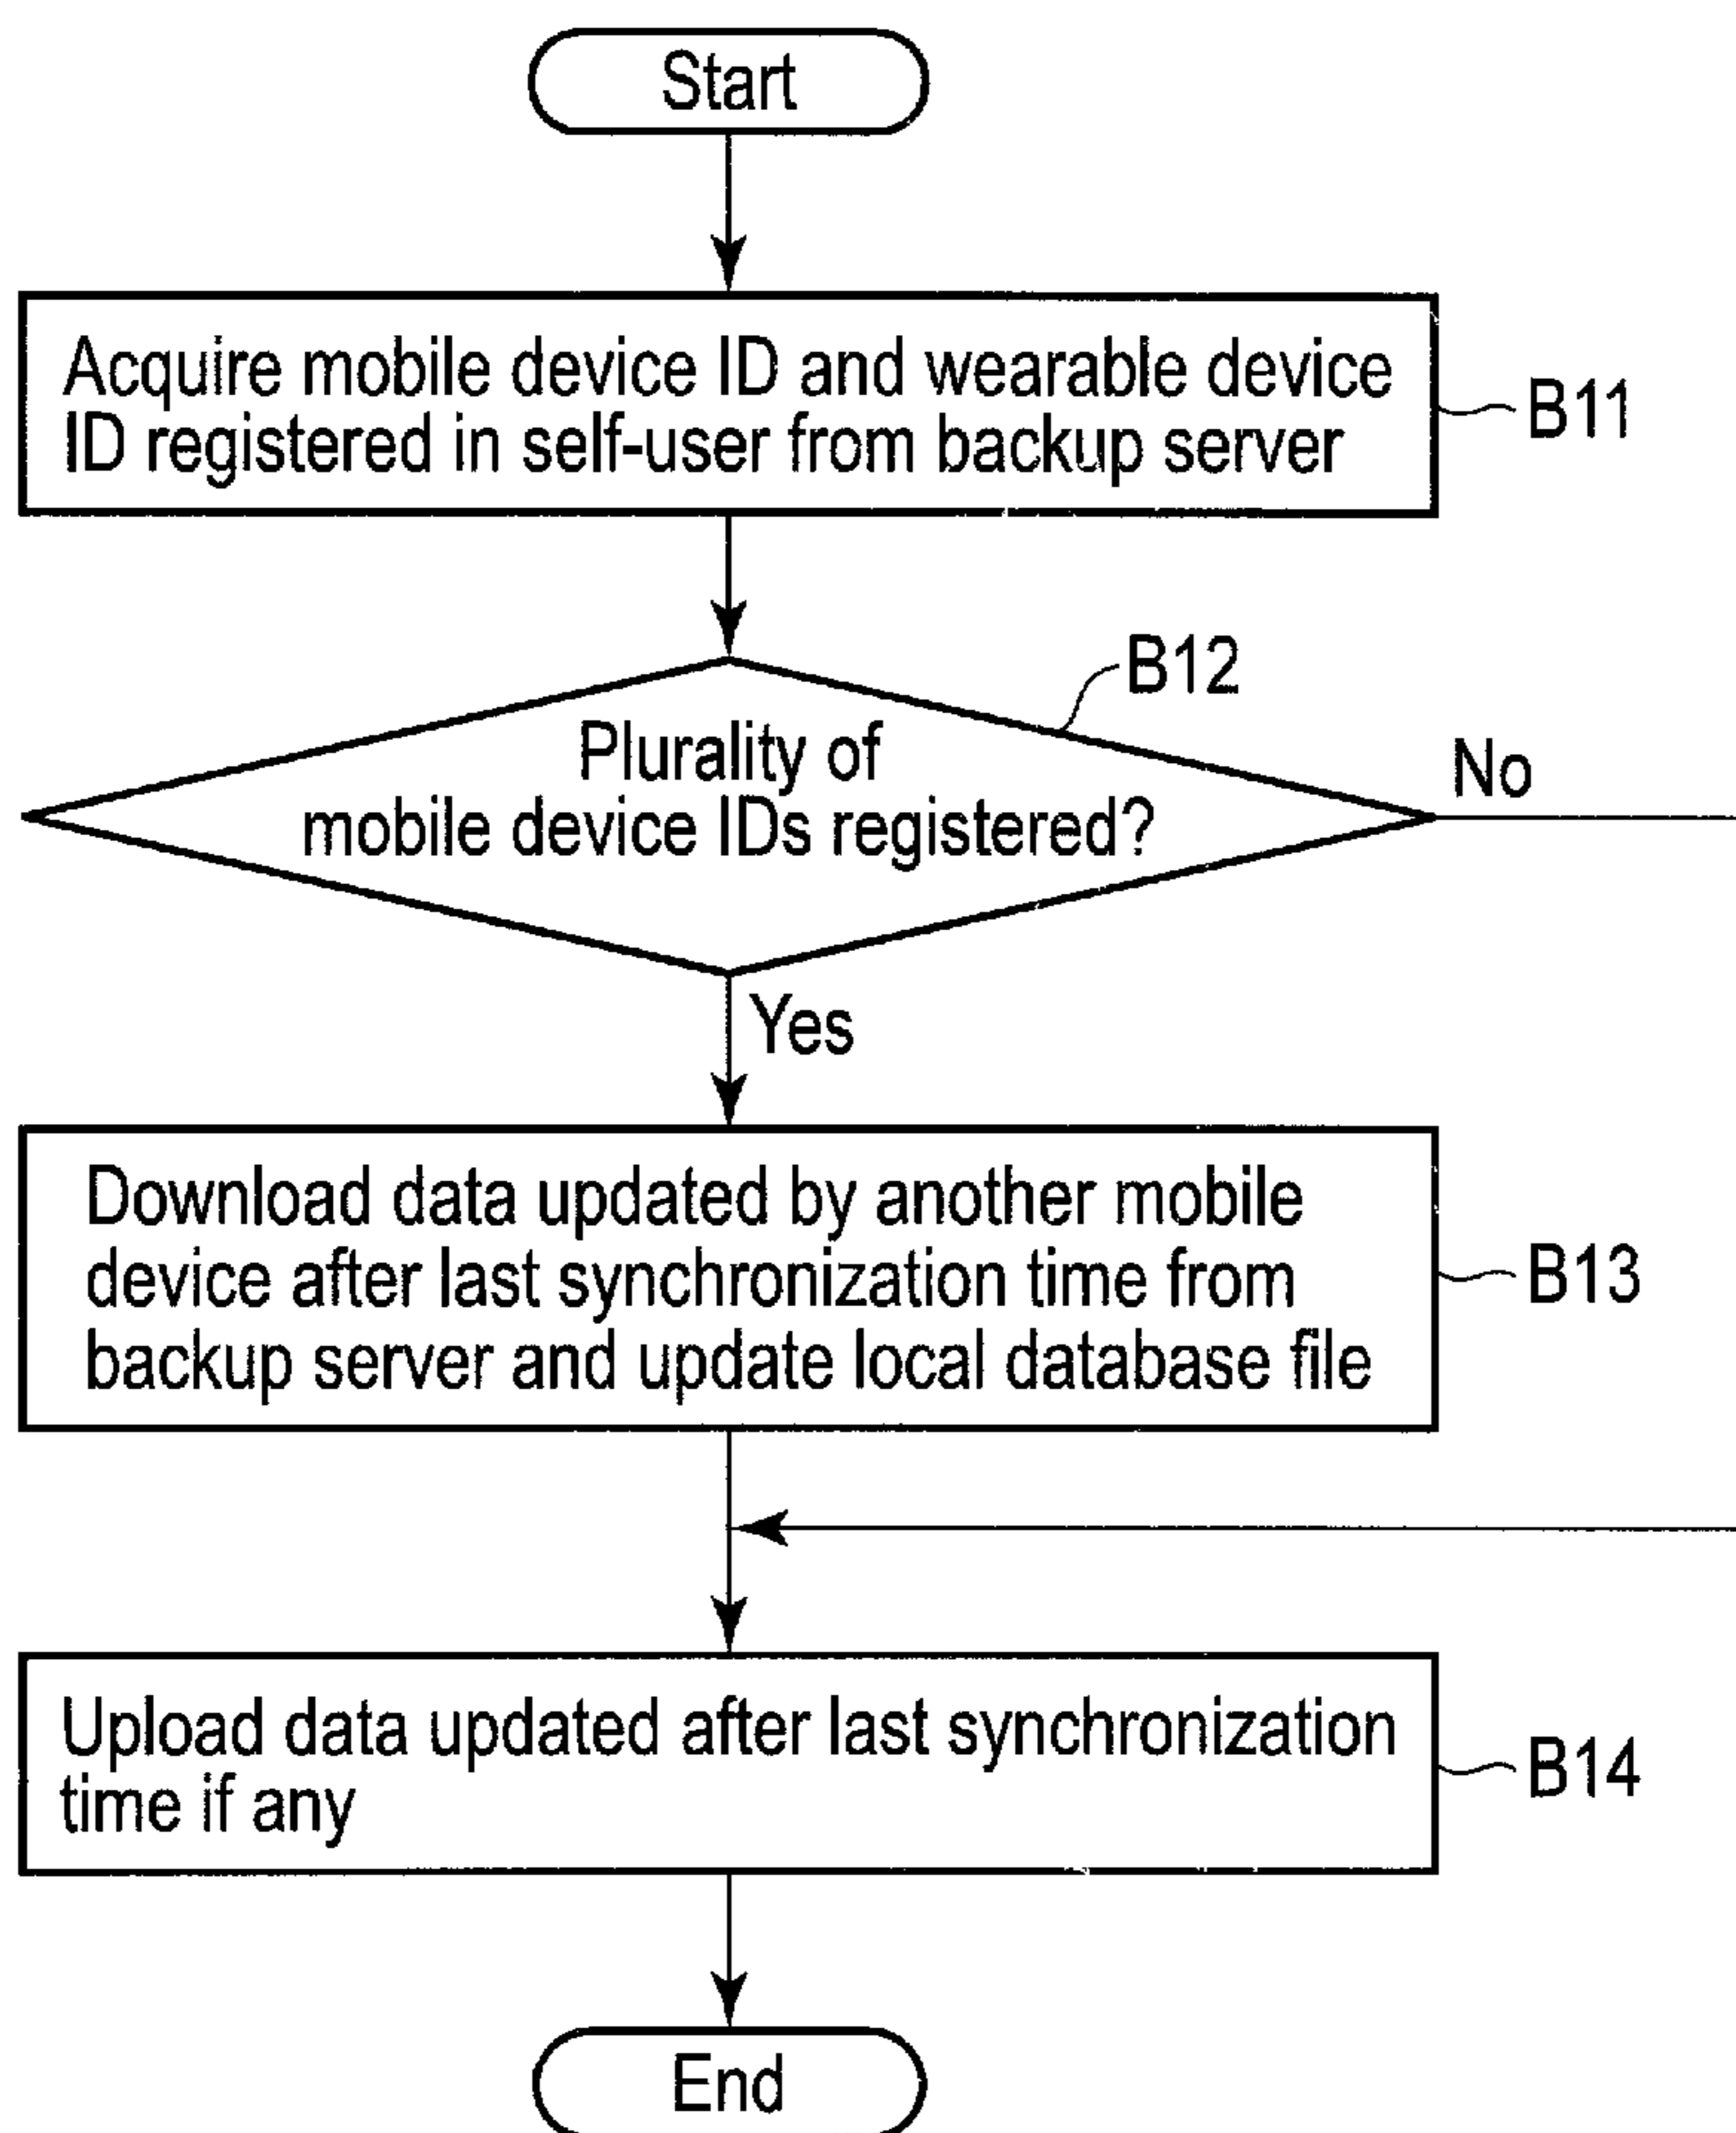 Start
Acquire mobile device ID and wearable device
ID registered in self-user from backup server
B11
B12
Plurality of
mobile device IDs registered?
No
Yes
Download data updated by another mobile
device after last synchronization time from
backup server and update local database file
B13
Upload data updated after last synchronization
time if any
B14
End